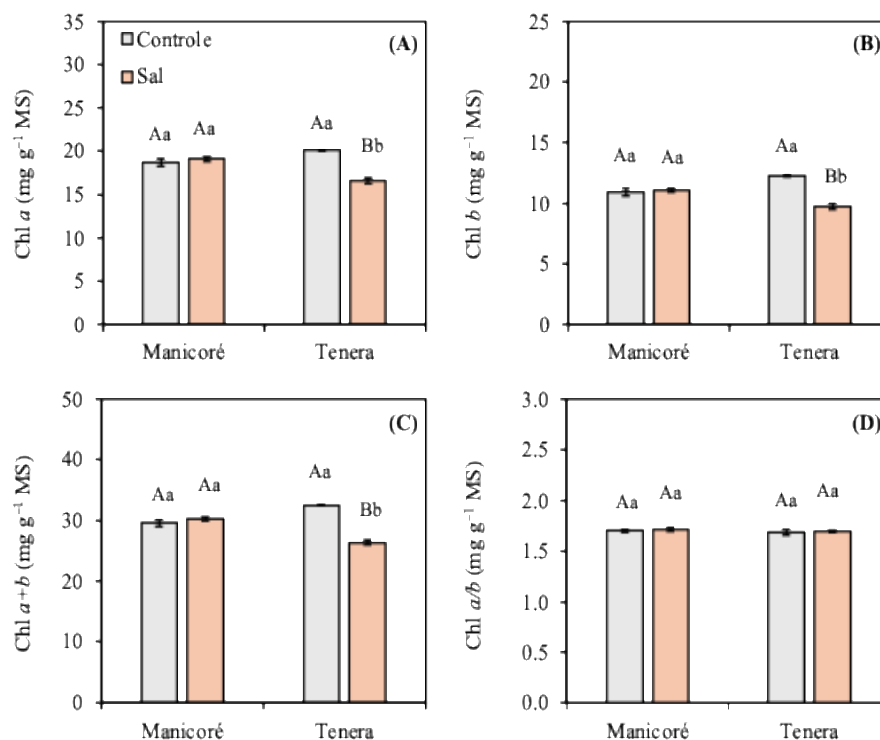 Chl a (mg g⁻¹ MS)
35
30
25
20
15
10
5
0
Controle
Sal
(A)
Aa
Aa
Aa
Bb
Manicoré
Tenera
Chl b (mg g⁻¹ MS)
25
20
15
10
5
0
(B)
Aa
Aa
Aa
Bb
Manicoré
Tenera
Chl a+b (mg g⁻¹ MS)
50
40
30
20
10
0
(C)
Aa
Aa
Aa
Bb
Manicoré
Tenera
Chl a/b (mg g⁻¹ MS)
3.0
2.5
2.0
1.5
1.0
0.5
0.0
(D)
Aa
Aa
Aa
Aa
Manicoré
Tenera